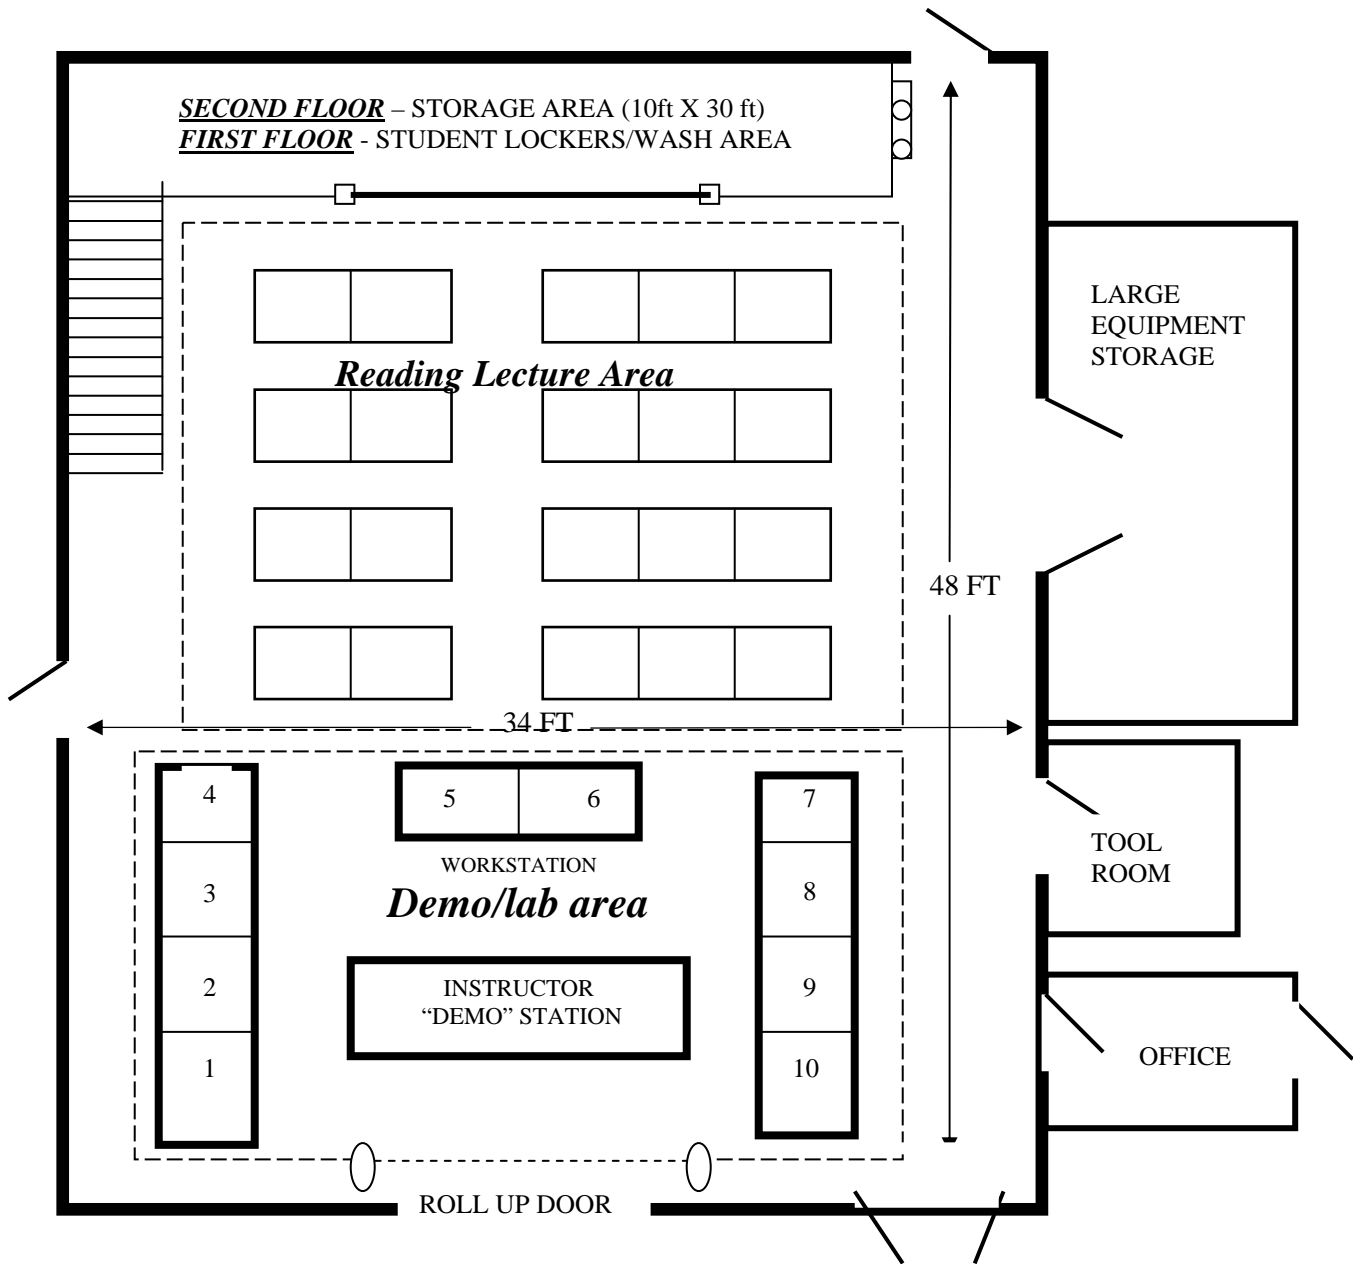 SECOND FLOOR – STORAGE AREA (10ft X 30 ft)
FIRST FLOOR - STUDENT LOCKERS/WASH AREA
LARGE
EQUIPMENT
STORAGE
Reading Lecture Area
48 FT
34 FT
4
5
6
7
3
WORKSTATION
8
Demo/lab area
TOOL
ROOM
2
INSTRUCTOR
“DEMO” STATION
9
1
10
OFFICE
ROLL UP DOOR